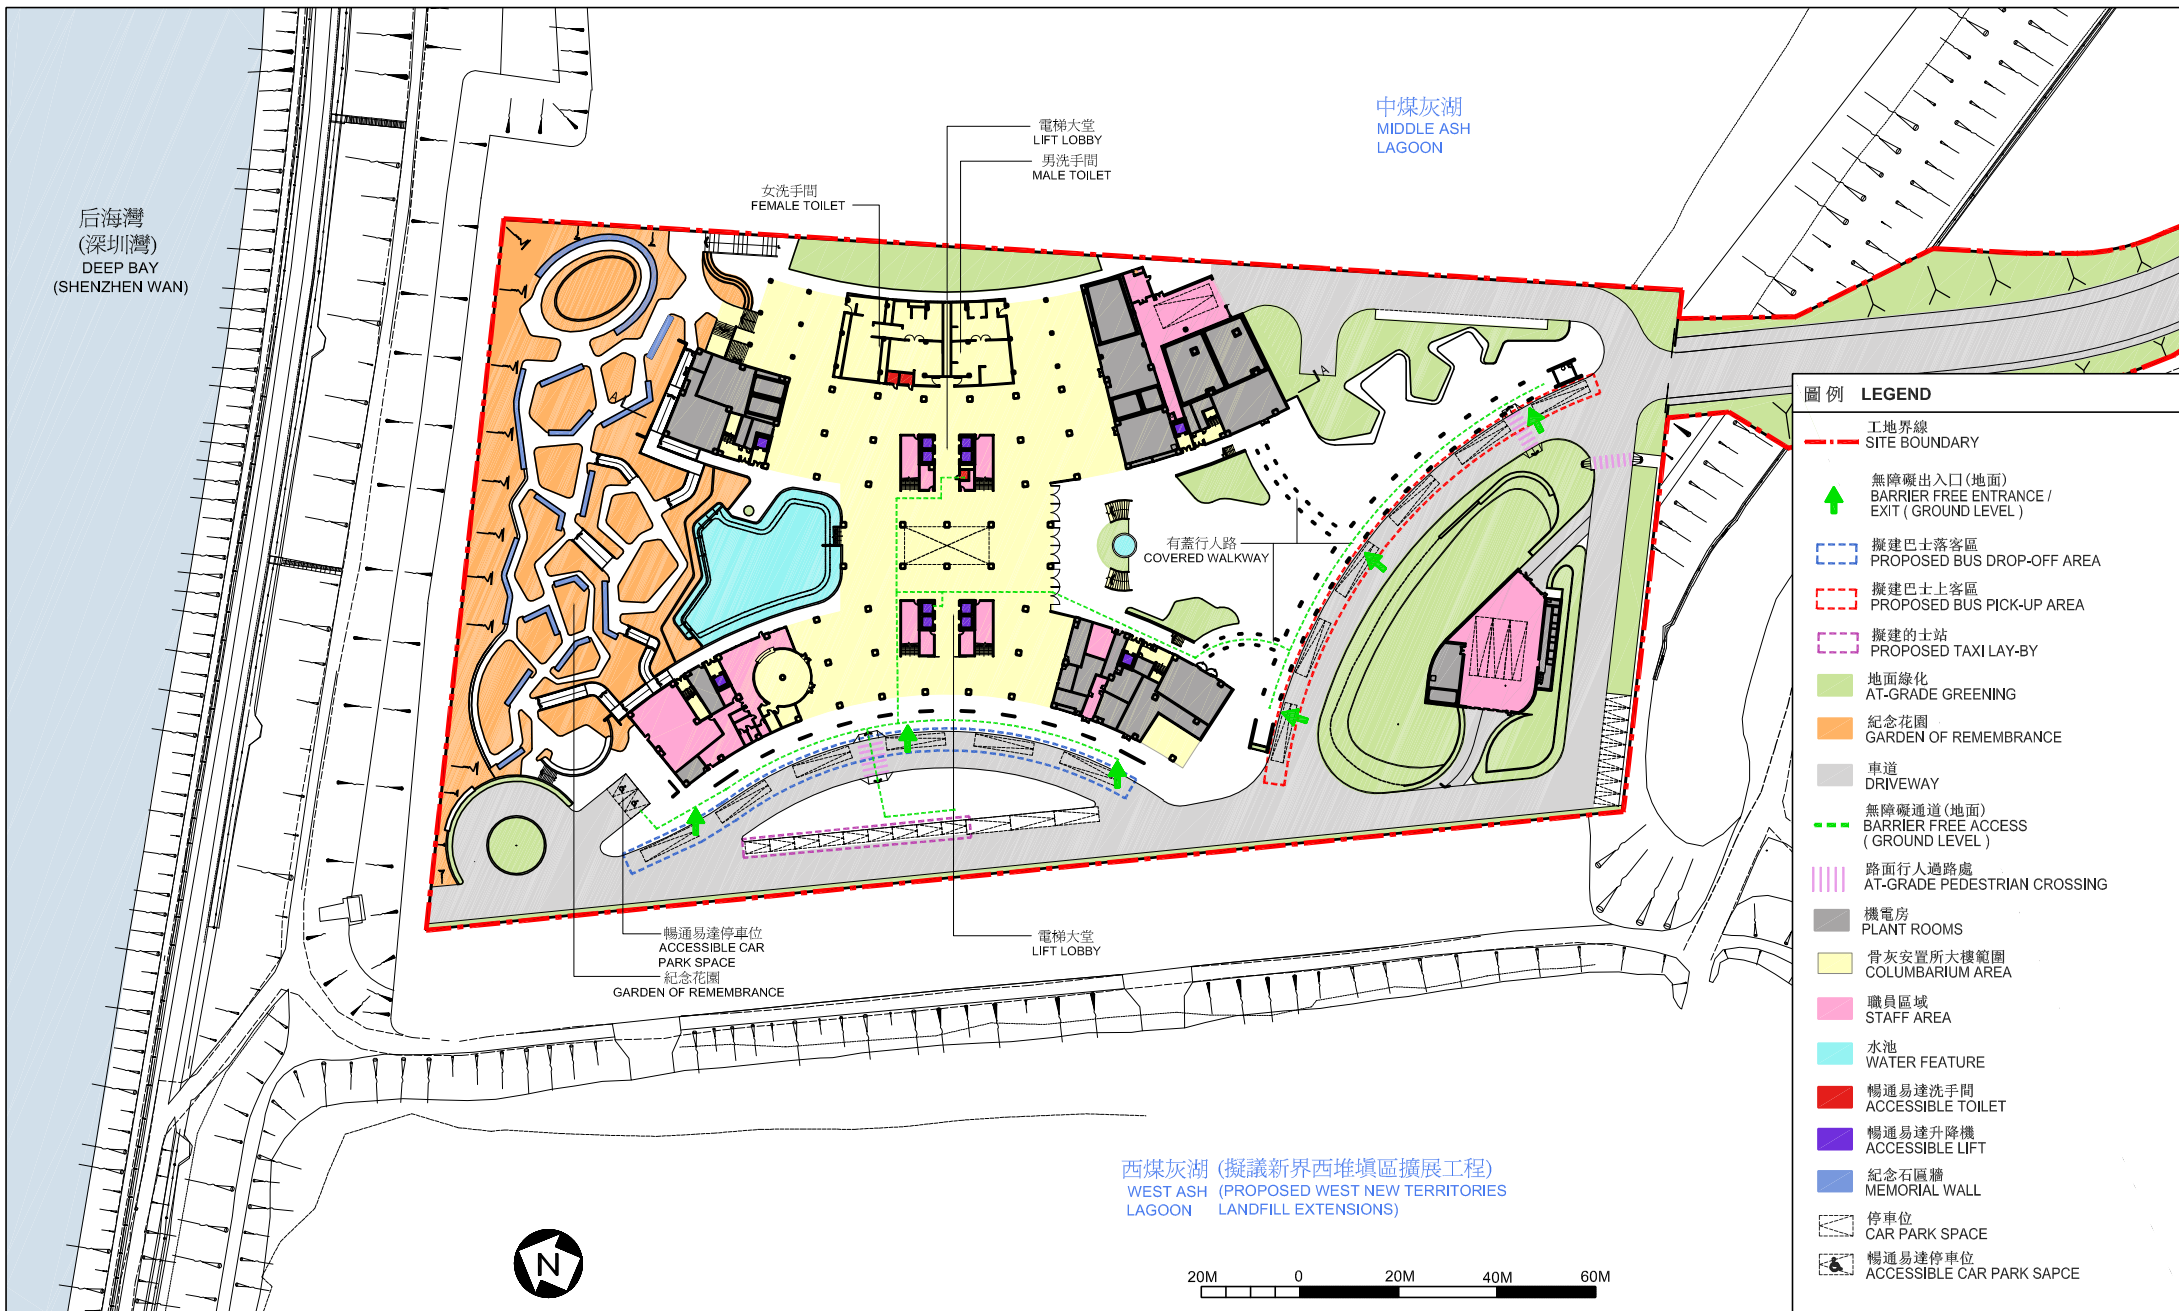 中煤灰湖
MIDDLE ASH
LAGOON
電梯大堂
LIFT LOBBY
男洗手間
MALE TOILET
女洗手間
FEMALE TOILET
后海灣
(深圳灣)
DEEP BAY
(SHENZHEN WAN)
有蓋行人路
COVERED WALKWAY
暢通易達停車位
ACCESSIBLE CAR
PARK SPACE
紀念花園
GARDEN OF REMEMBRANCE
電梯大堂
LIFT LOBBY
西煤灰湖 (擬議新界西堆填區擴展工程)
WEST ASH (PROPOSED WEST NEW TERRITORIES
LAGOON LANDFILL EXTENSIONS)
N
20M 0 20M 40M 60M
圖例 LEGEND
工地界線
SITE BOUNDARY
無障礙出入口(地面)
BARRIER FREE ENTRANCE /
EXIT ( GROUND LEVEL )
擬建巴士落客區
PROPOSED BUS DROP-OFF AREA
擬建巴士上客區
PROPOSED BUS PICK-UP AREA
擬建的士站
PROPOSED TAXI LAY-BY
地面綠化
AT-GRADE GREENING
紀念花園
GARDEN OF REMEMBRANCE
車道
DRIVEWAY
無障礙通道(地面)
BARRIER FREE ACCESS
( GROUND LEVEL )
路面行人過路處
AT-GRADE PEDESTRIAN CROSSING
機電房
PLANT ROOMS
骨灰安置所大樓範圍
COLUMBARIUM AREA
職員區域
STAFF AREA
水池
WATER FEATURE
暢通易達洗手間
ACCESSIBLE TOILET
暢通易達升降機
ACCESSIBLE LIFT
紀念石匾牆
MEMORIAL WALL
停車位
CAR PARK SPACE
暢通易達停車位
ACCESSIBLE CAR PARK SAPCE